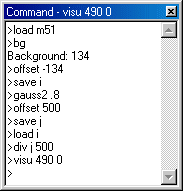 Command - visu 490 0
>load m51
>bg
Background: 134
>offset -134
>save i
>gauss2 .8
>offset 500
>save j
>load i
>div j 500
>visu 490 0
>